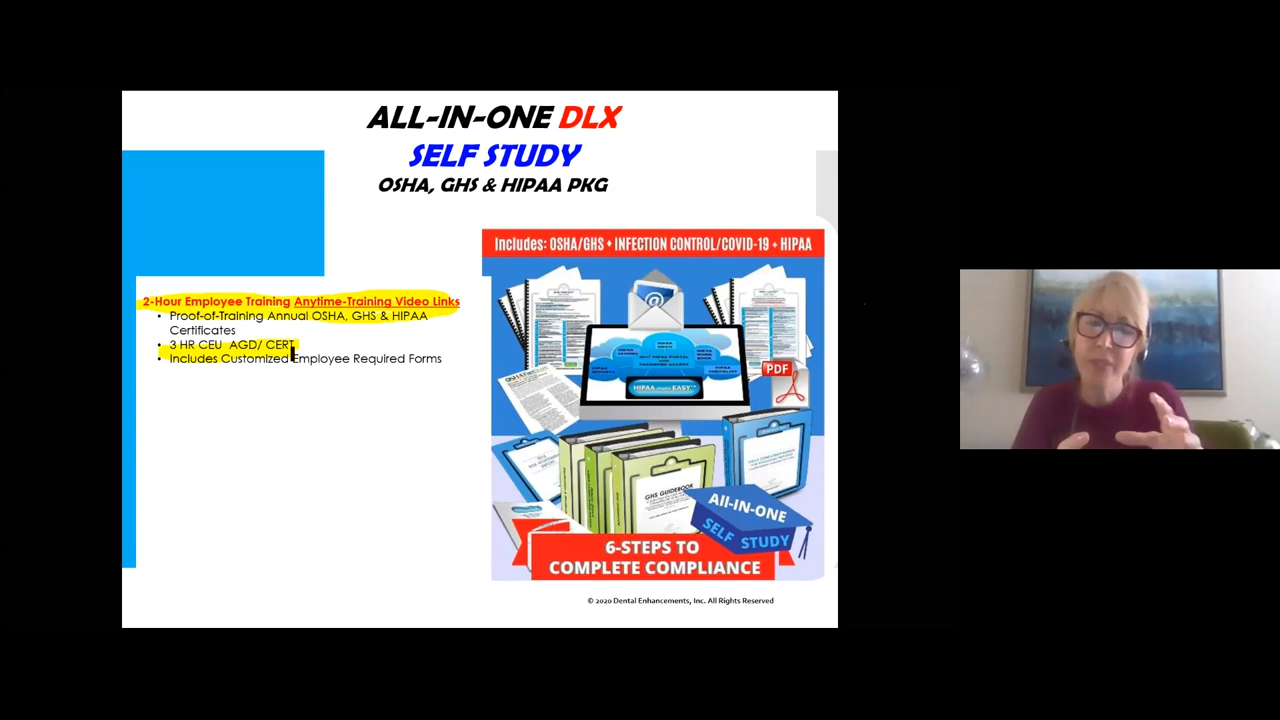 ALL-IN-ONE DLX
SELF STUDY
OSHA, GHS & HIPAA PKG
2-Hour Employee Training Anytime-Training Video Links
• Proof-of-Training Annual OSHA, GHS & HIPAA
Certificates
• 3 HR CEU AGD/ CERT
• Includes Customized Employee Required Forms
Includes: OSHA/GHS + INFECTION CONTROL/COVID-19 + HIPAA
@
HIPAA made EASY™
PDF
GHS GUIDEBOOK
All-IN-ONE
SELF STUDY
6-STEPS TO
COMPLETE COMPLIANCE
© 2020 Dental Enhancements, Inc. All Rights Reserved